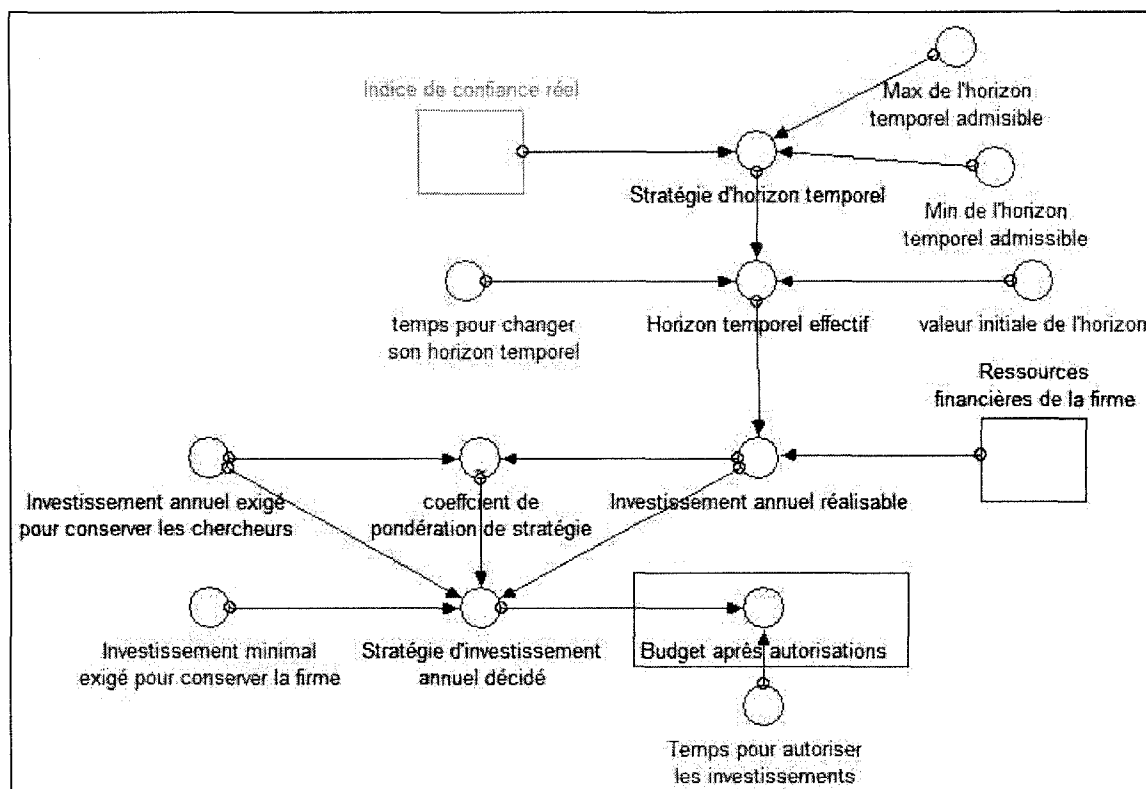 Indice de confiance réel
Max de l'horizon
temporel admisible
Stratégie d'horizon temporel
Min de l'horizon
temporel admissible
temps pour changer
son horizon temporel
Horizon temporel effectif
valeur initiale de l'horizon
Ressources
financières de la firme
Investissement annuel exigé
pour conserver les chercheurs
coeffcient de
pondération de stratégie
Investissement annuel réalisable
Investissement minimal
exigé pour conserver la firme
Stratégie d'investissement
annuel décidé
Budget après autorisations
Temps pour autoriser
les investissements